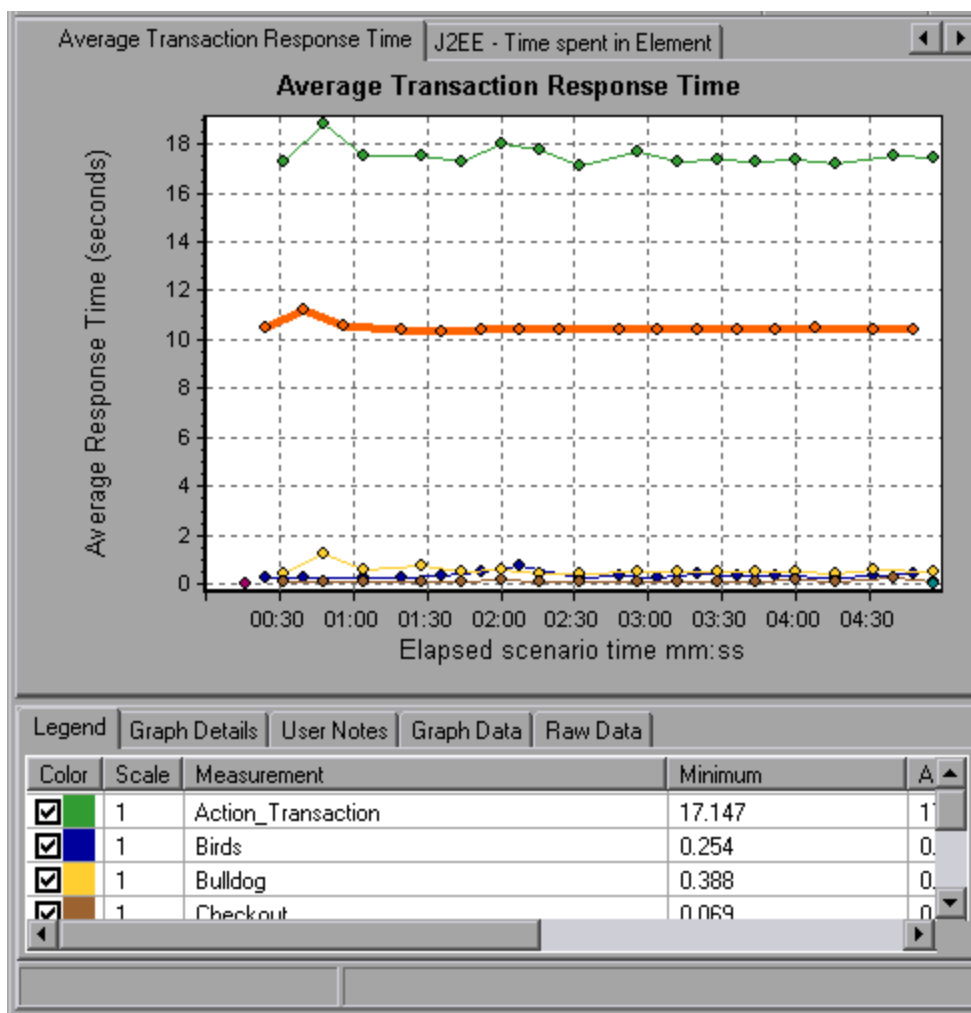 Average Transaction Response Time J2EE - Time spent in Element
Average Transaction Response Time
Average Response Time (seconds)
18
16
14
12
10
8
6
4
2
0
00:30 01:00 01:30 02:00 02:30 03:00 03:30 04:00 04:30
Elapsed scenario time mm:ss
Legend Graph Details User Notes Graph Data Raw Data
Color Scale Measurement Minimum A
1 Action_Transaction 17.147 1
1 Birds 0.254 0.
1 Bulldog 0.388 0.
1 Checkout 0.069 0